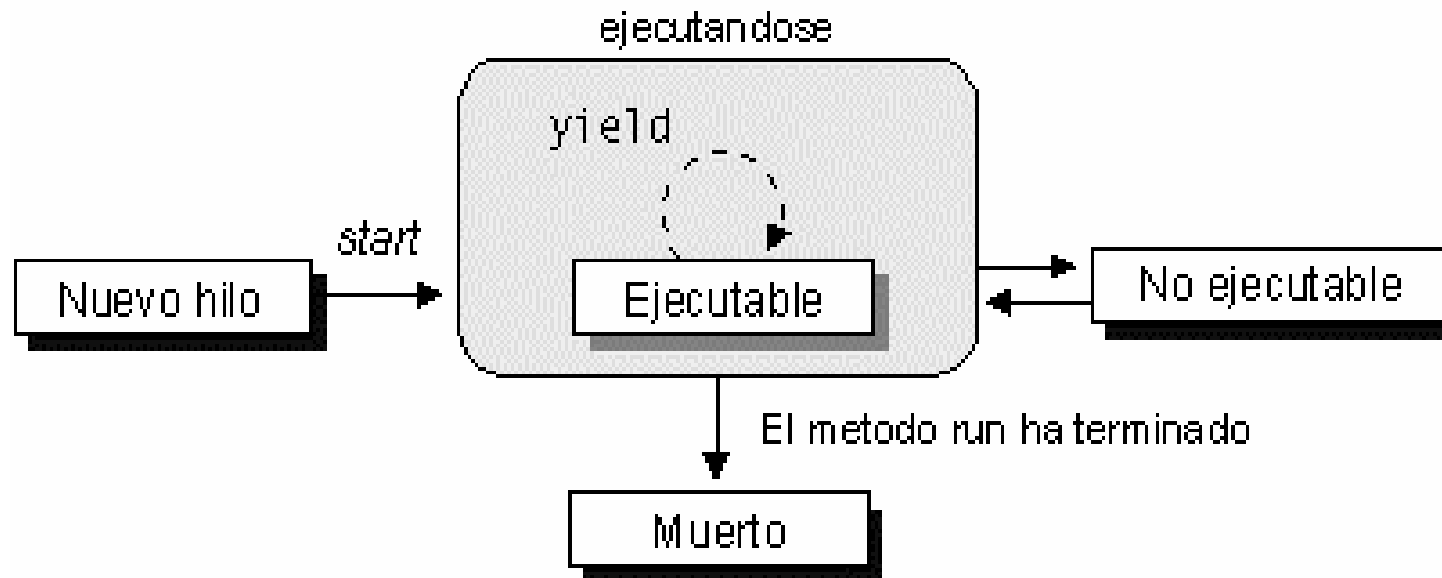 ejecutandose
yield
start
Nuevo hilo
Ejecutable
No ejecutable
El metodo run ha terminado
Muerto